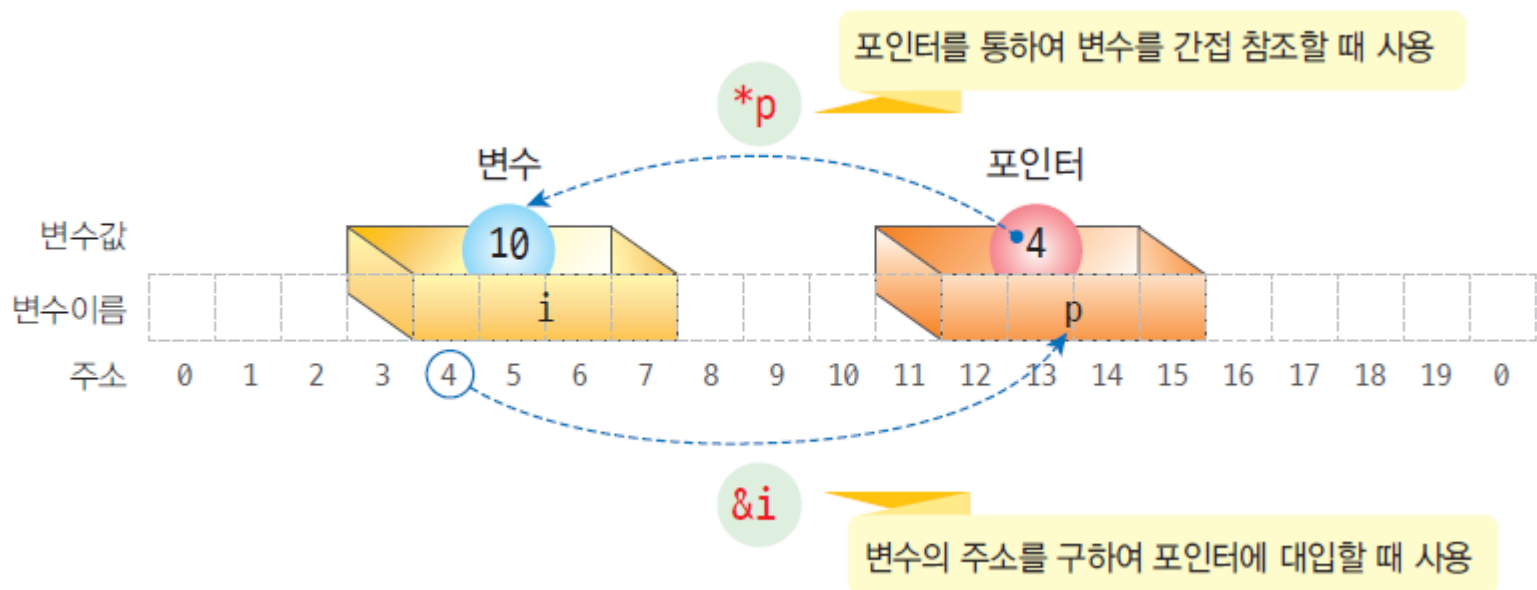 포인터를 통하여 변수를 간접 참조할 때 사용
*p
변수
포인터
변수값
10
4
변수이름
i
p
주소
0 1 2 3 4 5 6 7 8 9 10 11 12 13 14 15 16 17 18 19 0
&i
변수의 주소를 구하여 포인터에 대입할 때 사용